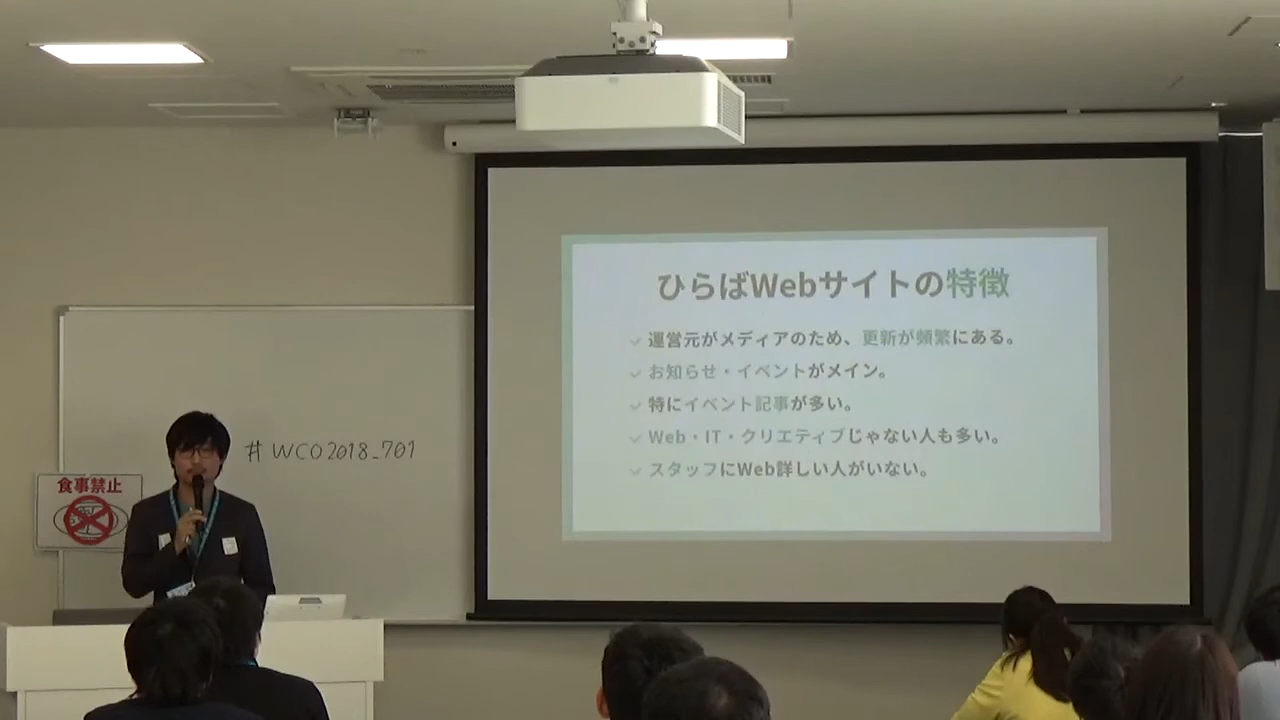 ひらばWebサイトの特徴
運営元がメディアのため、更新が頻繁にある。
お知らせ・イベントがメイン。
特にイベント記事が多い。
Web・IT・クリエティブじゃない人も多い。
スタッフにWeb詳しい人がいない。
#WCO2018_701
食事禁止